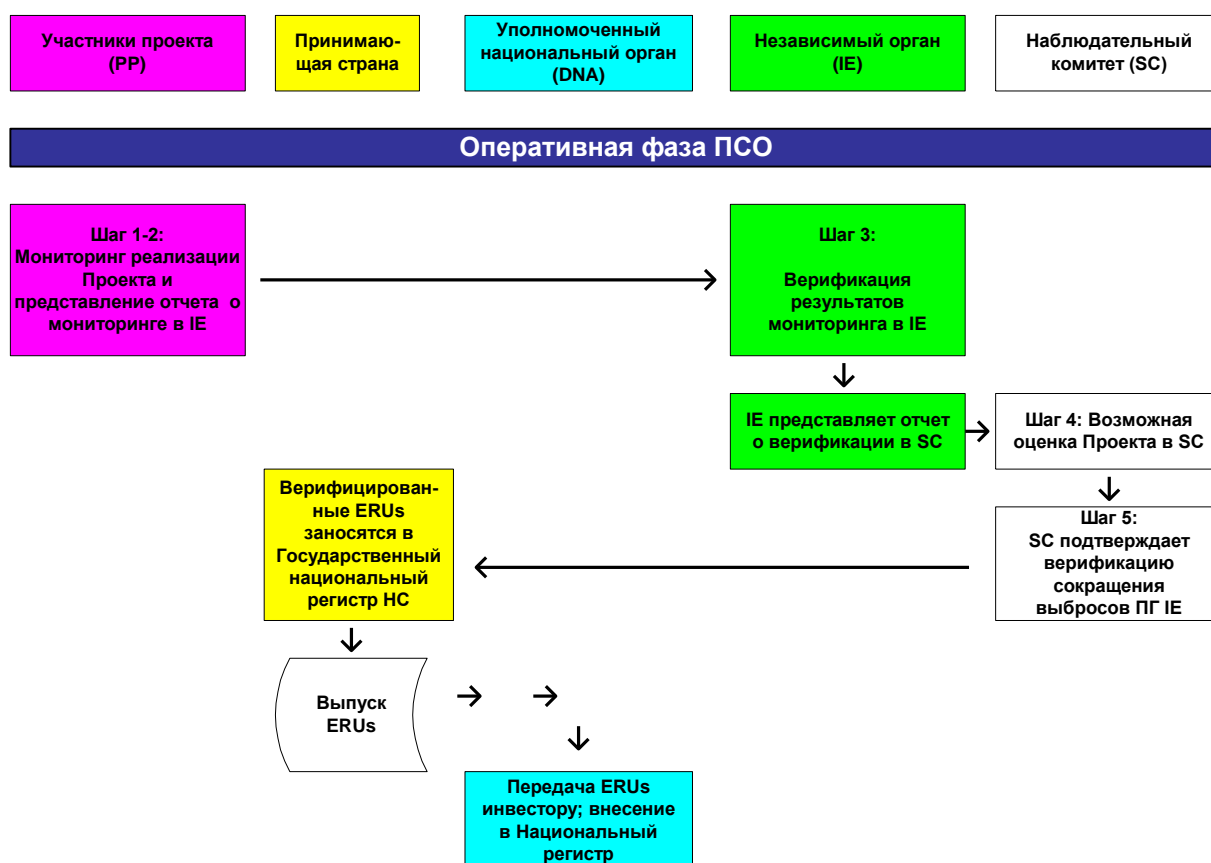 Участники проекта
(PP)
Принимаю-
щая страна
Уполномоченный
национальный орган
(DNA)
Независимый орган
(IE)
Наблюдательный
комитет (SC)
Оперативная фаза ПСО
Шаг 1-2:
Мониторинг реализации
Проекта и
представление отчета о
мониторинге в IE
Шаг 3:
Верификация
результатов
мониторинга в IE
IE представляет отчет
о верификации в SC
Шаг 4: Возможная
оценка Проекта в SC
Верифицирован-
ные ERUs
заносятся в
Государственный
национальный
регистр НС
Шаг 5:
SC подтверждает
верификацию
сокращения
выбросов ПГ IE
Выпуск
ERUs
Передача ERUs
инвестору; внесение
в Национальный
регистр